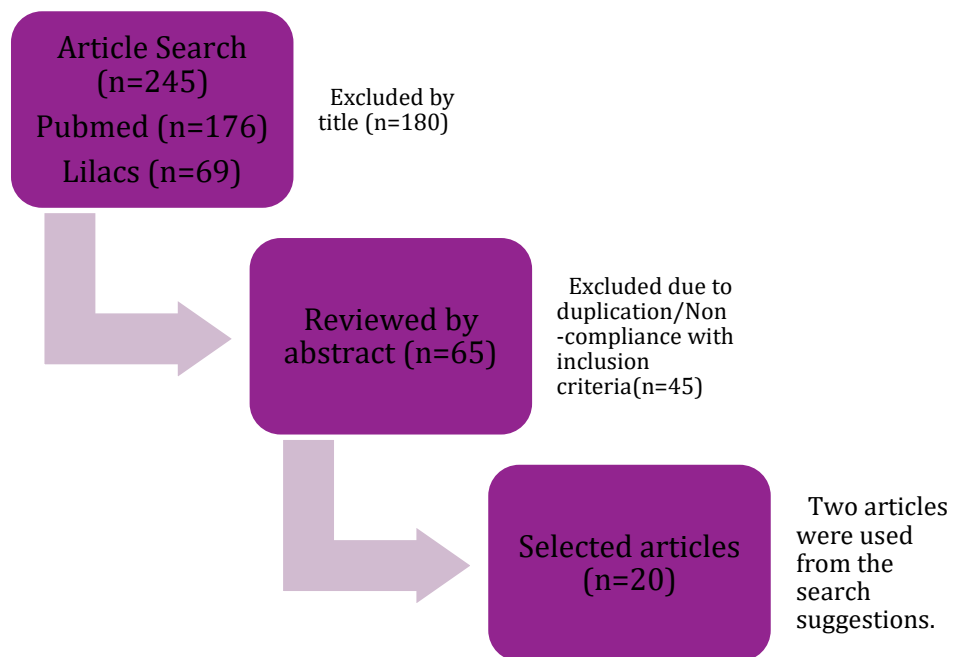 Article Search
(n=245)
Pubmed (n=176)
Lilacs (n=69)
Excluded by
title (n=180)
Reviewed by
abstract (n=65)
Excluded due to
duplication/Non
-compliance with
inclusion
criteria(n=45)
Selected articles
(n=20)
Two articles
were used
from the
search
suggestions.